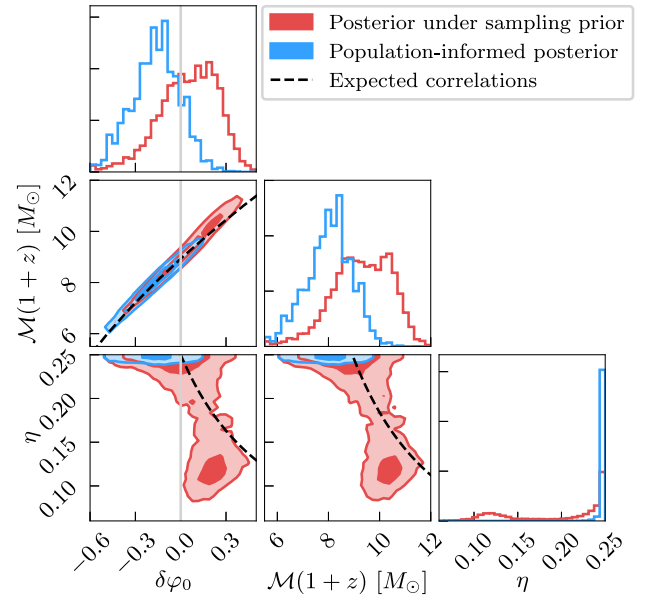 Posterior under sampling prior
Population-informed posterior
Expected correlations
ℳ(1 + z) [M⊙]
12
10
8
6
η
0.25
0.20
0.15
0.10
−0.6
−0.3
0.0
0.3
δφ₀
6
8
10
12
ℳ(1 + z) [M⊙]
0.10
0.15
0.20
0.25
η